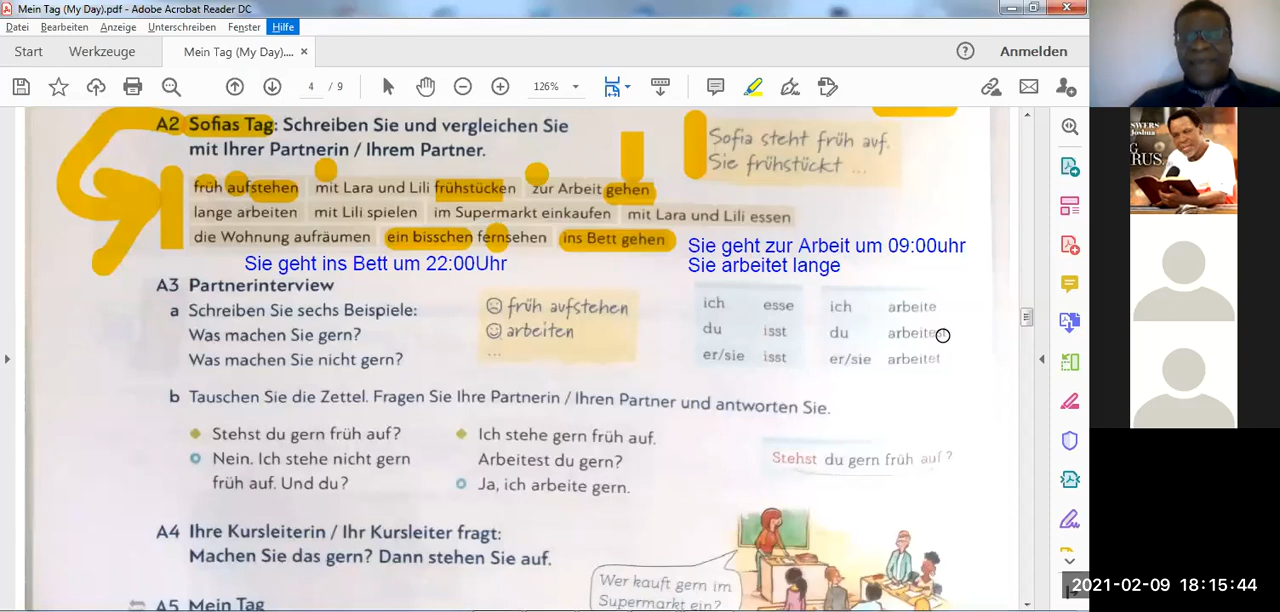 Mein Tag (My Day).pdf - Adobe Acrobat Reader DC
Datei Bearbeiten Anzeige Unterschreiben Fenster Hilfe
Start Werkzeuge Mein Tag (My Day).... × Anmelden
4 / 9 126%
A2 Sofias Tag: Schreiben Sie und vergleichen Sie
mit Ihrer Partnerin / Ihrem Partner.
Sofia steht früh auf.
Sie frühstückt ...
früh aufstehen mit Lara und Lili frühstücken zur Arbeit gehen
lange arbeiten mit Lili spielen im Supermarkt einkaufen mit Lara und Lili essen
die Wohnung aufräumen ein bisschen fernsehen ins Bett gehen
Sie geht zur Arbeit um 09:00uhr
Sie arbeitet lange
Sie geht ins Bett um 22:00Uhr
A3 Partnerinterview
a Schreiben Sie sechs Beispiele:
Was machen Sie gern?
Was machen Sie nicht gern?
früh aufstehen
arbeiten
...
ich esse ich arbeite
du isst du arbeitest
er/sie isst er/sie arbeitet
b Tauschen Sie die Zettel. Fragen Sie Ihre Partnerin / Ihren Partner und antworten Sie.
Stehst du gern früh auf?
Nein. Ich stehe nicht gern
früh auf. Und du?
Ich stehe gern früh auf.
Arbeitest du gern?
Ja, ich arbeite gern.
Stehst du gern früh auf?
A4 Ihre Kursleiterin / Ihr Kursleiter fragt:
Machen Sie das gern? Dann stehen Sie auf.
Wer kauft gern im
Supermarkt ein?
A5 Mein Tag
Joshua
RUS.
2021-02-09 18:15:44